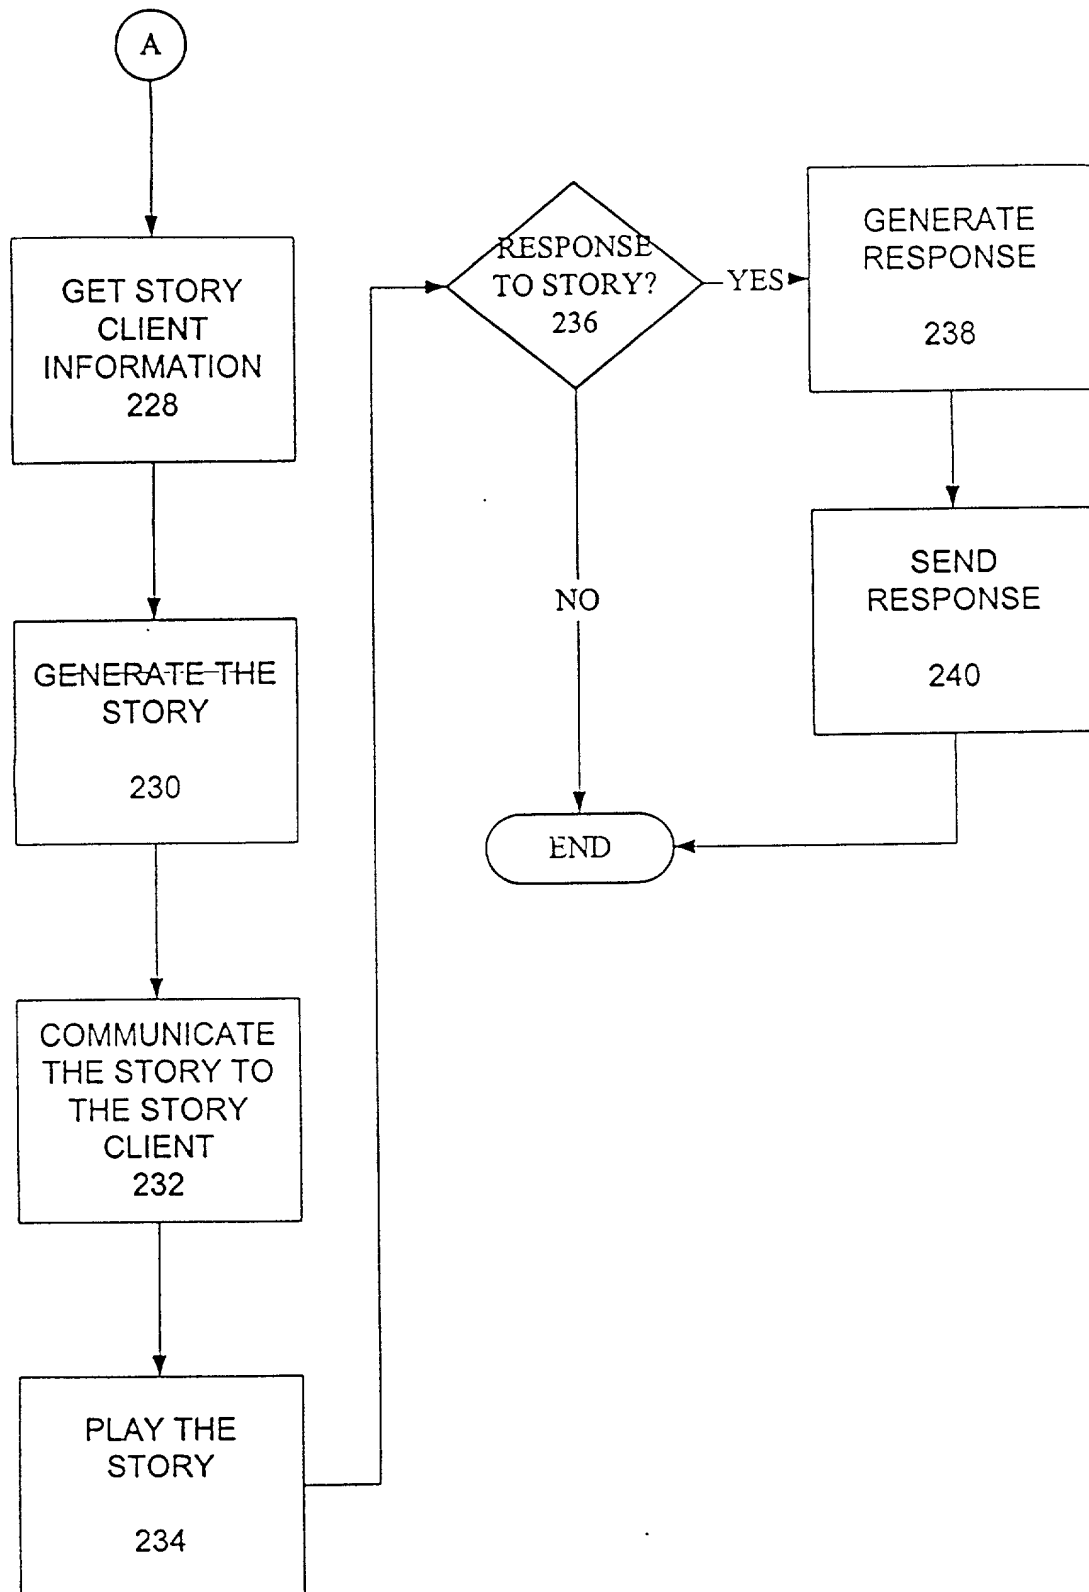 A
GET STORY
CLIENT
INFORMATION
228
GENERATE THE
STORY
230
COMMUNICATE
THE STORY TO
THE STORY
CLIENT
232
PLAY THE
STORY
234
RESPONSE
TO STORY?
236
YES
NO
GENERATE
RESPONSE
238
SEND
RESPONSE
240
END